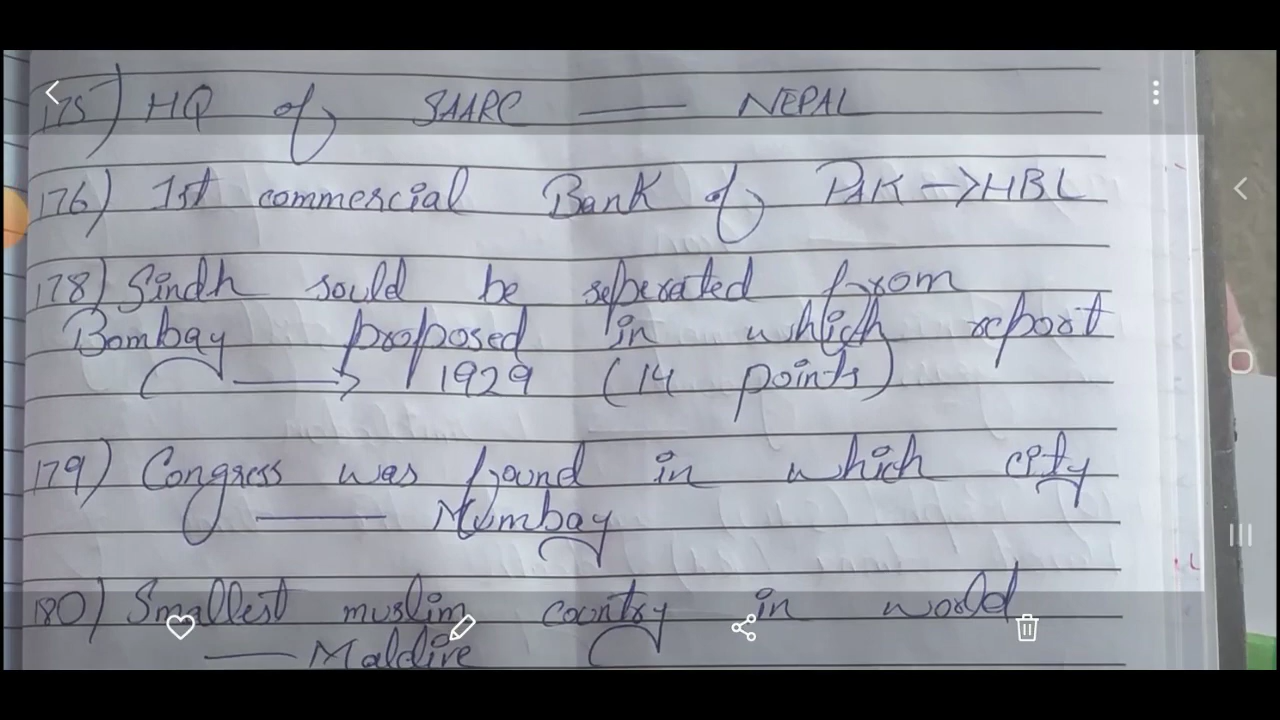 175) HQ of SAARC — NEPAL
176) 1st commercial Bank of PAK → HBL
178) Sindh sould be seperated from
Bombay proposed in which report
→ 1929 (14 points)
179) Congress was found in which city
— Mumbay
180) Smallest muslim country in world
— Maldive